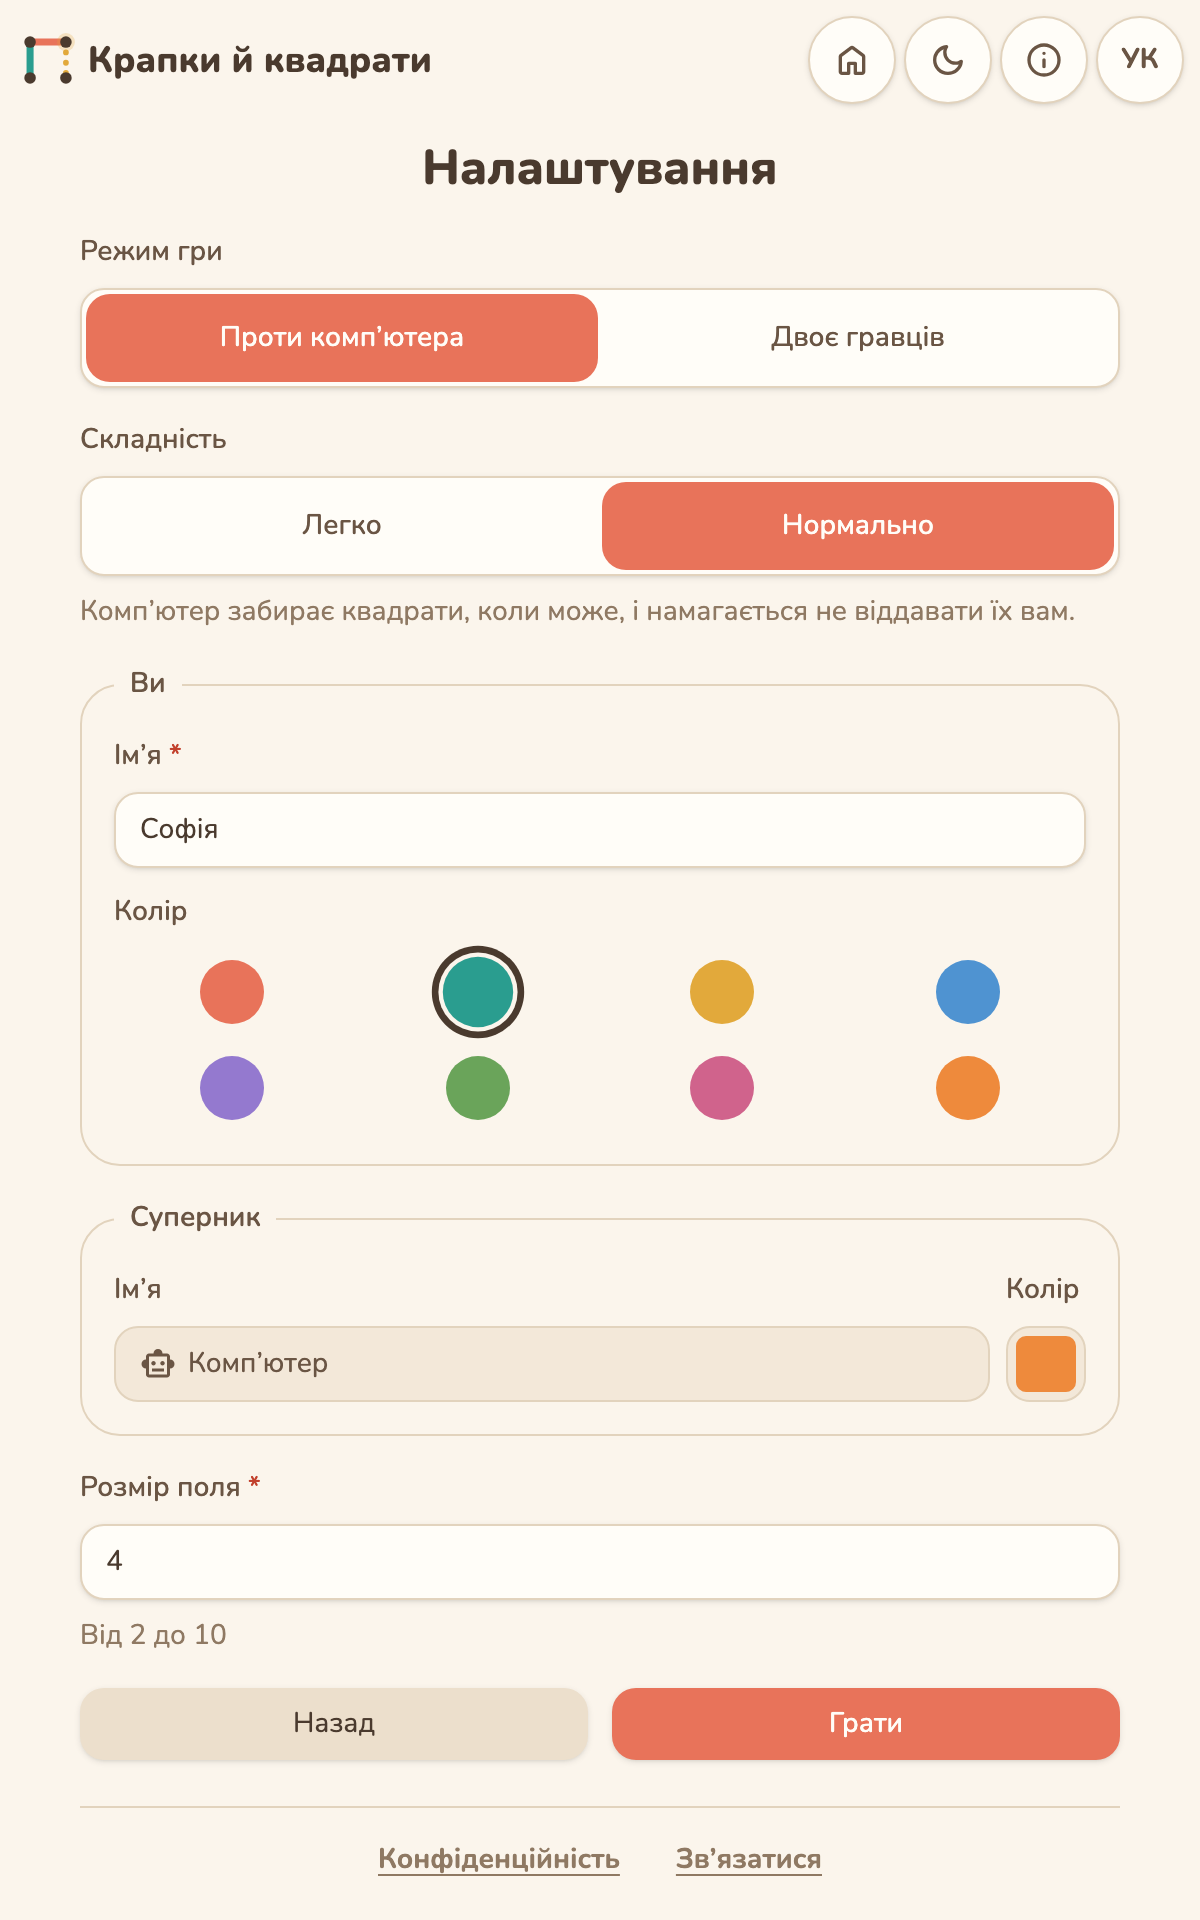 Крапки й квадрати
УК
Налаштування
Режим гри
Проти комп’ютера
Двоє гравців
Складність
Легко
Нормально
Комп’ютер забирає квадрати, коли може, і намагається не віддавати їх вам.
Ви
Ім’я *
Софія
Колір
Суперник
Ім’я
Колір
Комп’ютер
Розмір поля *
4
Від 2 до 10
Назад
Грати
Конфіденційність
Зв’язатися